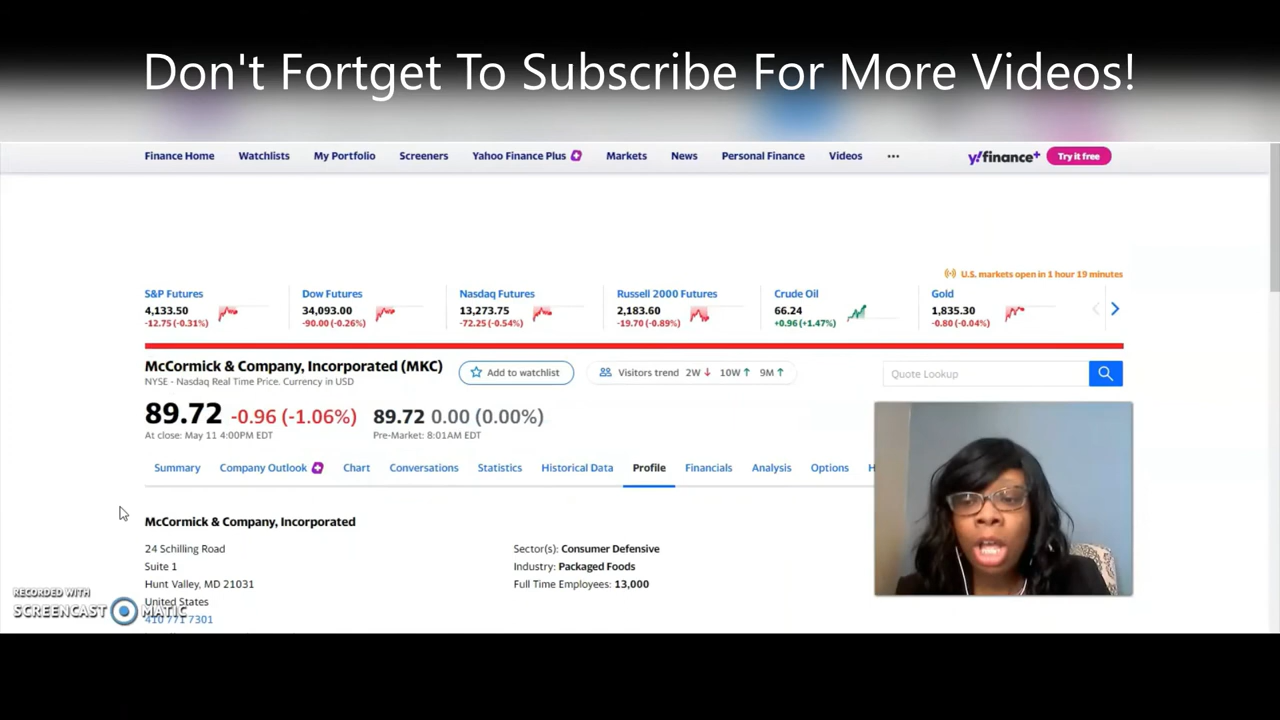 Don't Fortget To Subscribe For More Videos!
Finance Home Watchlists My Portfolio Screeners Yahoo Finance Plus Markets News Personal Finance Videos ••• y!finance+ Try it free
U.S. markets open in 1 hour 19 minutes
S&P Futures Dow Futures Nasdaq Futures Russell 2000 Futures Crude Oil Gold
4,133.50 34,093.00 13,273.75 2,183.60 66.24 1,835.30
-12.75 (-0.31%) -90.00 (-0.26%) -72.25 (-0.54%) -19.70 (-0.89%) +0.96 (+1.47%) -0.80 (-0.04%)
McCormick & Company, Incorporated (MKC) Add to watchlist Visitors trend 2W ↓ 10W ↑ 9M ↑ Quote Lookup
NYSE - Nasdaq Real Time Price. Currency in USD
89.72 -0.96 (-1.06%) 89.72 0.00 (0.00%)
At close: May 11 4:00PM EDT Pre-Market: 8:01AM EDT
Summary Company Outlook Chart Conversations Statistics Historical Data Profile Financials Analysis Options H
McCormick & Company, Incorporated
24 Schilling Road Sector(s): Consumer Defensive
Suite 1 Industry: Packaged Foods
Hunt Valley, MD 21031 Full Time Employees: 13,000
United States
410 771 7301
RECORDED WITH
SCREENCAST MATIC